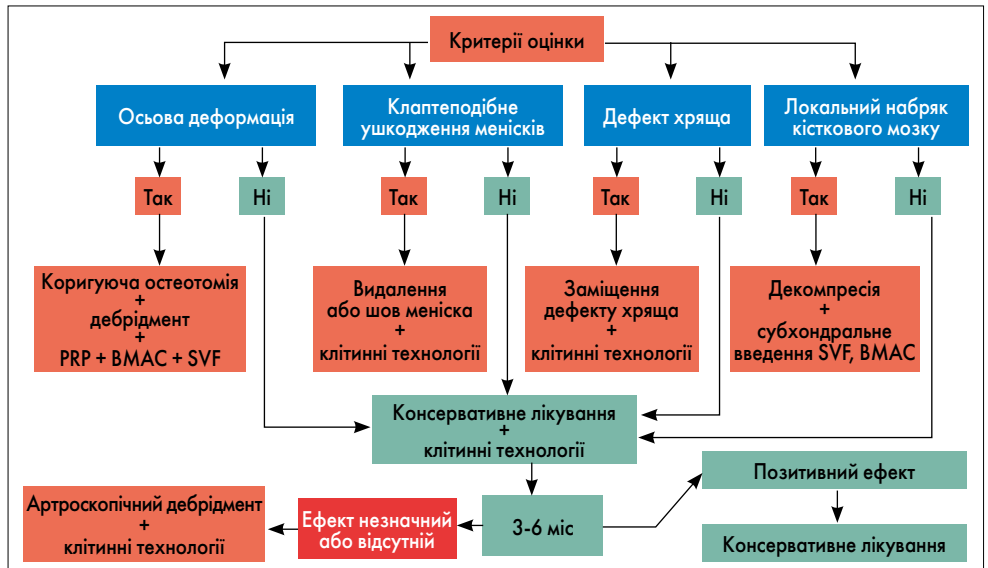 Критерії оцінки
Осьова деформація
Клаптеподібне
ушкодження менісків
Дефект хряща
Локальний набряк
кісткового мозку
Так
Ні
Так
Ні
Так
Ні
Так
Ні
Коригуюча остеотомія
+
дебрідмент
+
PRP + BMAC + SVF
Видалення
або шов меніска
+
клітинні технології
Заміщення
дефекту хряща
+
клітинні технології
Декомпресія
+
субхондральне
введення SVF, BMAC
Консервативне лікування
+
клітинні технології
Артроскопічний дебрідмент
+
клітинні технології
Ефект незначний
або відсутній
3-6 міс
Позитивний ефект
Консервативне лікування